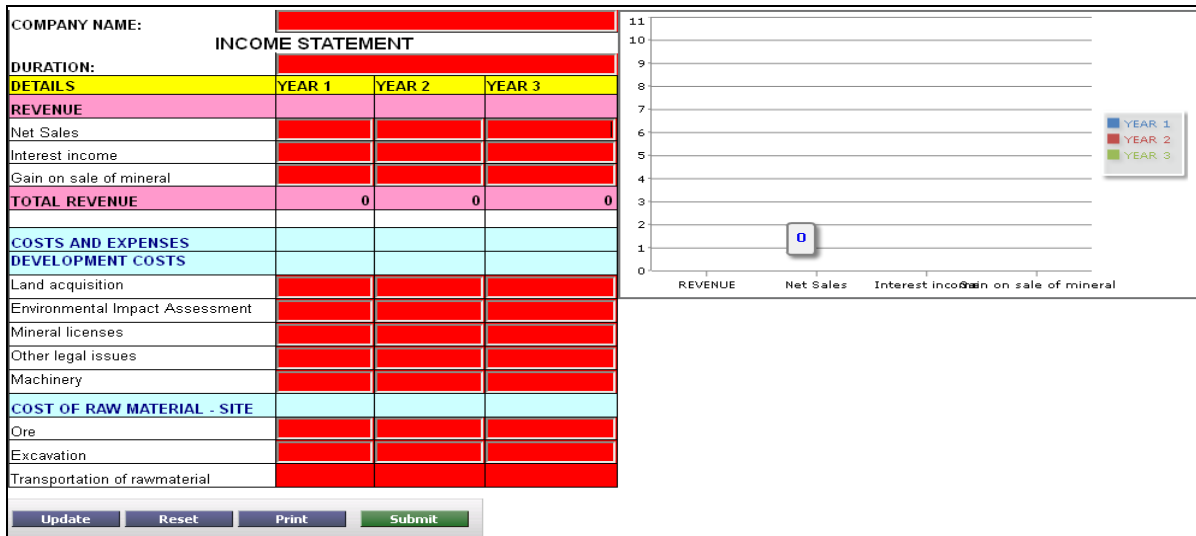 COMPANY NAME:
INCOME STATEMENT
DURATION:
DETAILS YEAR 1 YEAR 2 YEAR 3
REVENUE
Net Sales
Interest income
Gain on sale of mineral
TOTAL REVENUE 0 0 0
COSTS AND EXPENSES
DEVELOPMENT COSTS
Land acquisition
Environmental Impact Assessment
Mineral licenses
Other legal issues
Machinery
COST OF RAW MATERIAL - SITE
Ore
Excavation
Transportation of rawmaterial
Update Reset Print Submit
11
10
9
8
7
6
5
4
3
2
1
0
0
REVENUE Net Sales Interest income Gain on sale of mineral
YEAR 1
YEAR 2
YEAR 3